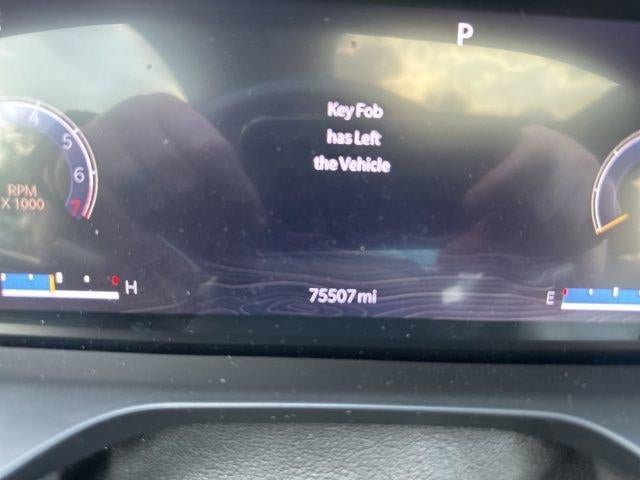 P
Key Fob
has Left
the Vehicle
4
5
6
7
RPM
X 1000
H
75507 mi
E